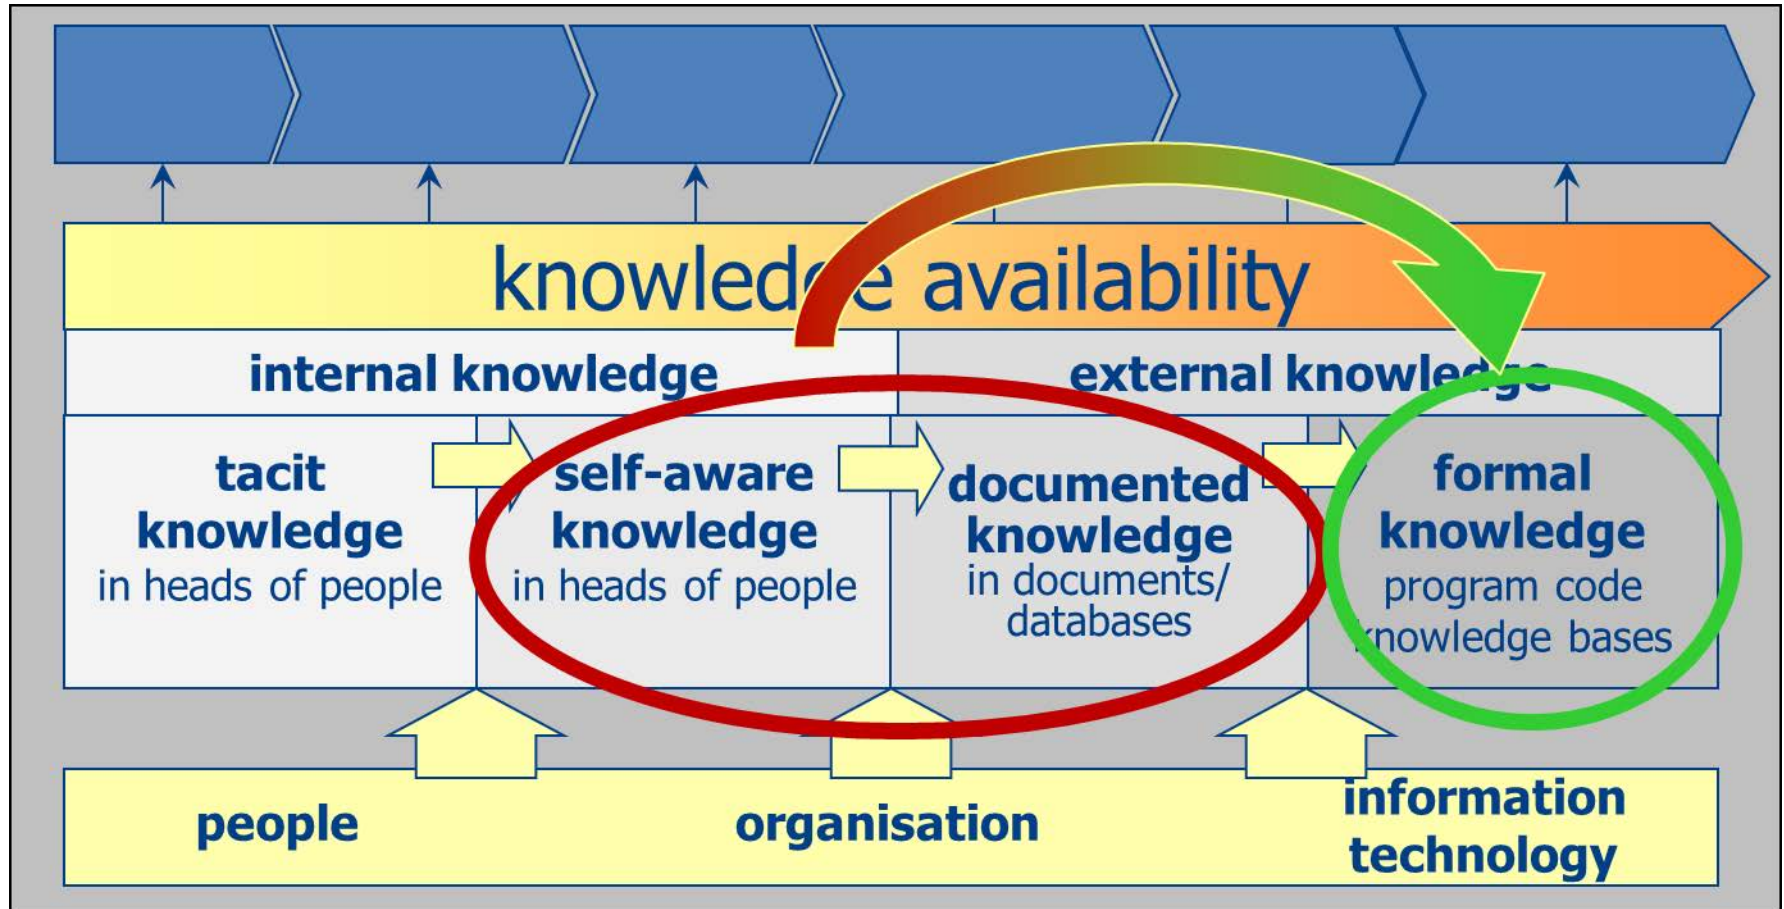 knowledge availability
internal knowledge
external knowledge
tacit
knowledge
in heads of people
self-aware
knowledge
in heads of people
documented
knowledge
in documents/
databases
formal
knowledge
program code
knowledge bases
people
organisation
information
technology